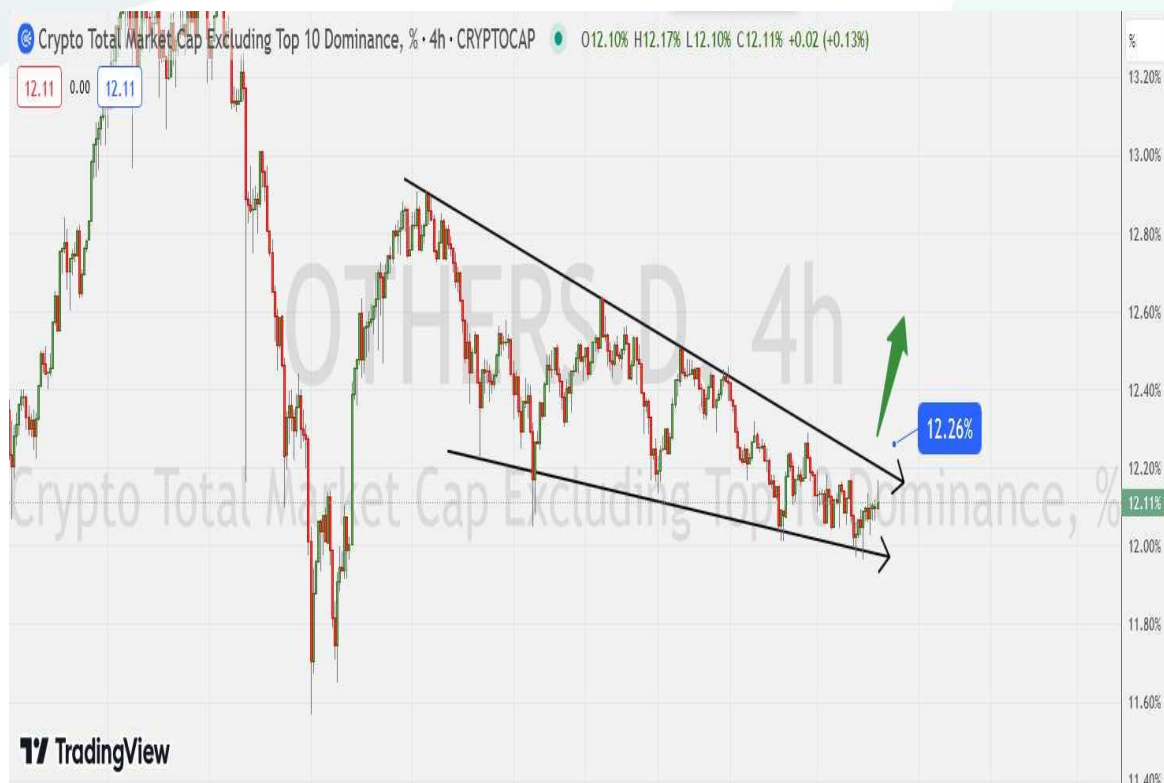 Crypto Total Market Cap Excluding Top 10 Dominance, % · 4h · CRYPTOCAP O12.10% H12.17% L12.10% C12.11% +0.02 (+0.13%)
%
12.11 0.00 12.11
13.20%
13.00%
12.80%
OTHERS.D, 4h
12.60%
12.40%
12.26%
12.20%
Crypto Total Market Cap Excluding Top 10 Dominance, %
12.11%
12.00%
11.80%
11.60%
TradingView
11.40%